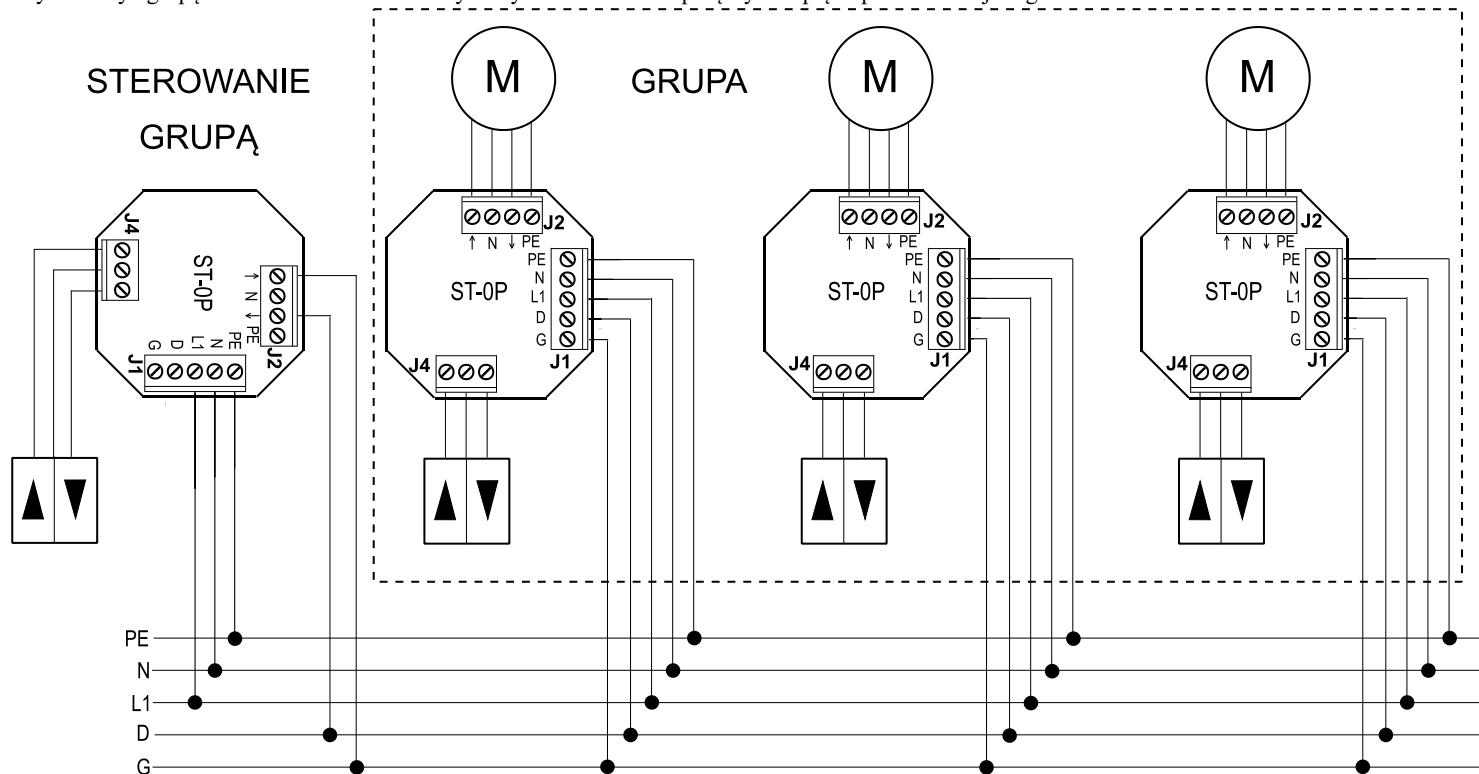 STEROWANIE
GRUPĄ
GRUPA
M
M
M
J4
ST-0P
↑ N ↓ PE
J2
G D L1 N PE
J1
J2
↑ N ↓ PE
ST-0P
PE
N
L1
D
G
J4
J1
J2
↑ N ↓ PE
ST-0P
PE
N
L1
D
G
J4
J1
J2
↑ N ↓ PE
ST-0P
PE
N
L1
D
G
J4
J1
PE
N
L1
D
G